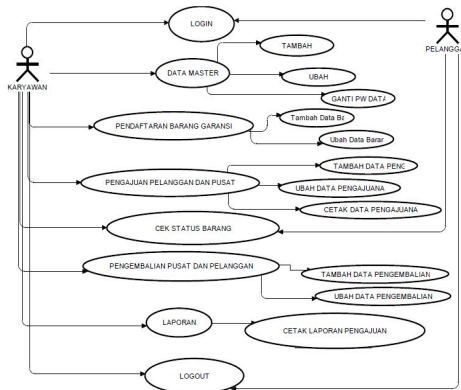 LOGIN
PELANGGA
KARYAWAN
TAMBAH
DATA MASTER
UBAH
GANTI PW DATA
PENDAFTARAN BARANG GARANSI
Tambah Data Ba
Ubah Data Barar
PENGAJUAN PELANGGAN DAN PUSAT
TAMBAH DATA PENG
UBAH DATA PENGAJUANA
CETAK DATA PENGAJUANA
CEK STATUS BARANG
PENGEMBALIAN PUSAT DAN PELANGGAN
TAMBAH DATA PENGEMBALIAN
UBAH DATA PENGEMBALIAN
LAPORAN
CETAK LAPORAN PENGAJUAN
LOGOUT